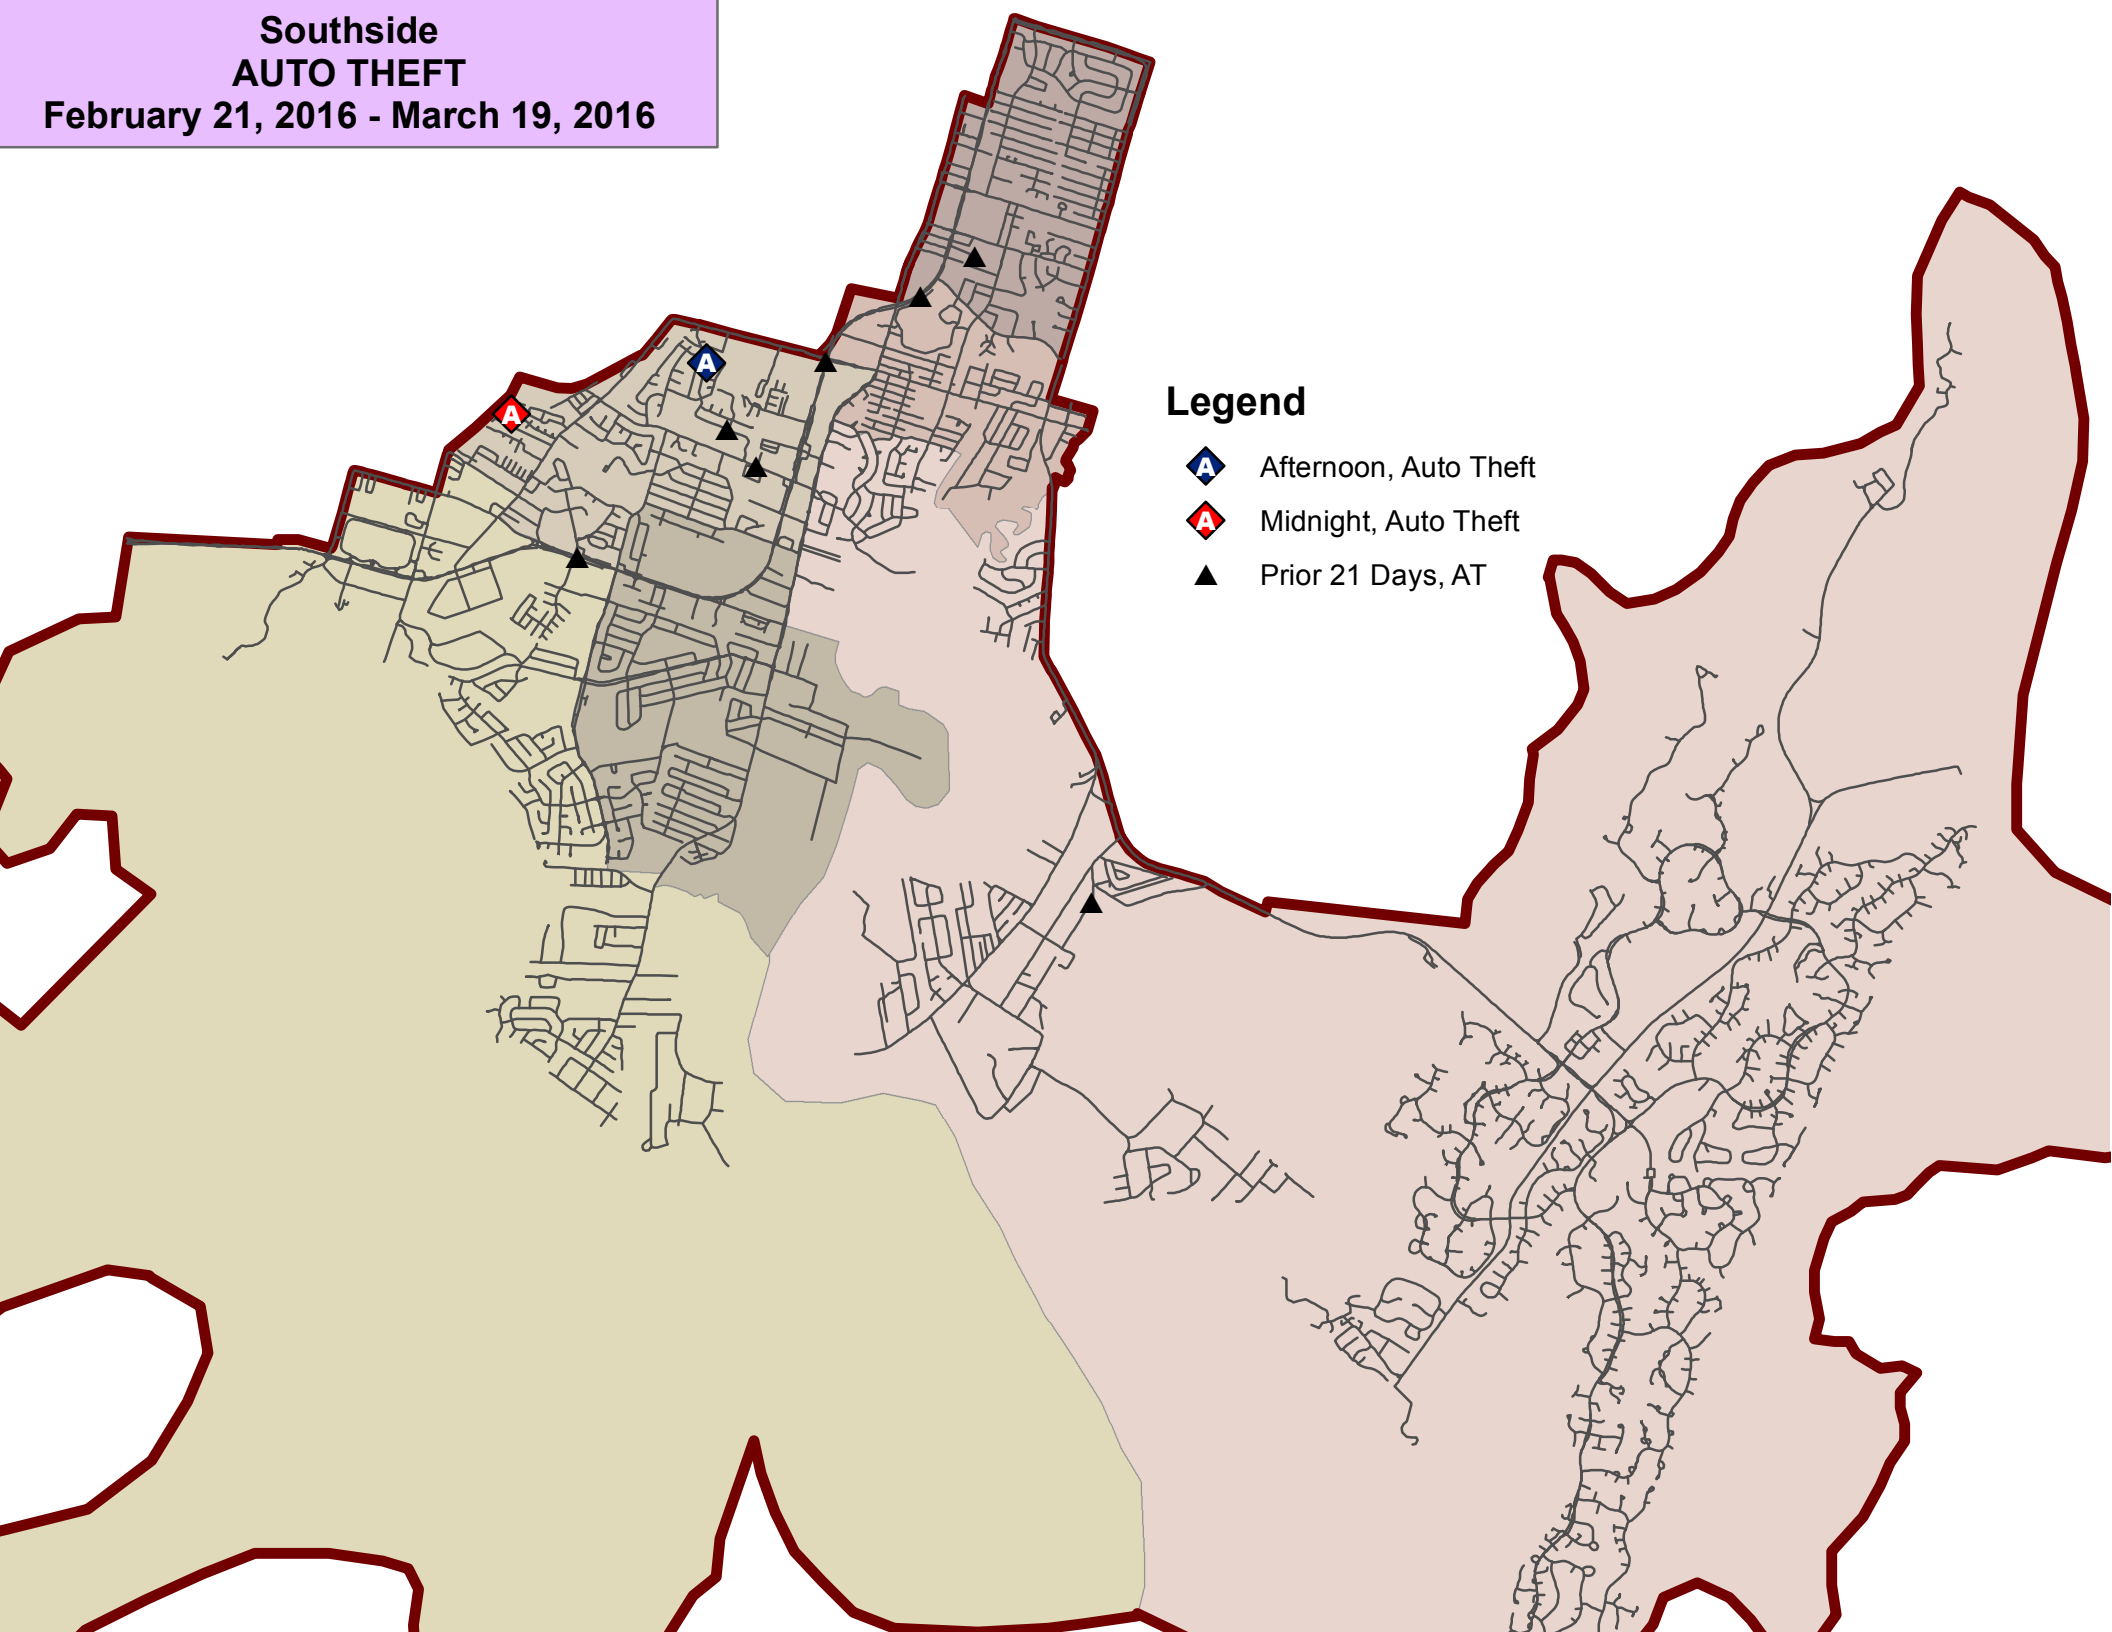 Southside
AUTO THEFT
February 21, 2016 - March 19, 2016
A
A
Legend
A Afternoon, Auto Theft
A Midnight, Auto Theft
Prior 21 Days, AT